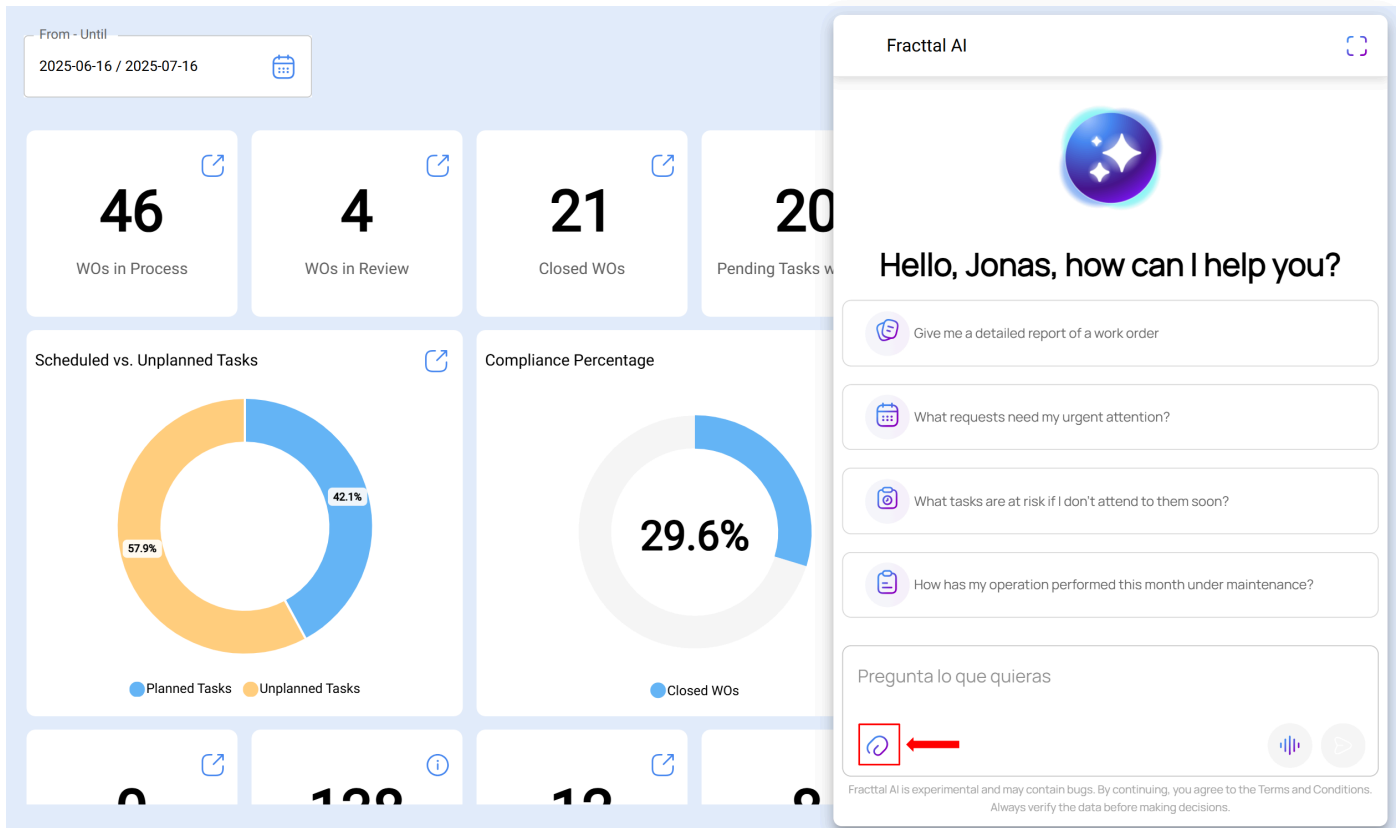 From - Until
2025-06-16 / 2025-07-16
46
WOs in Process
4
WOs in Review
21
Closed WOs
20
Pending Tasks w
Scheduled vs. Unplanned Tasks
42.1%
57.9%
Planned Tasks
Unplanned Tasks
Compliance Percentage
29.6%
Closed WOs
Fracttal AI
Hello, Jonas, how can I help you?
Give me a detailed report of a work order
What requests need my urgent attention?
What tasks are at risk if I don't attend to them soon?
How has my operation performed this month under maintenance?
Pregunta lo que quieras
Fracttal AI is experimental and may contain bugs. By continuing, you agree to the Terms and Conditions.
Always verify the data before making decisions.